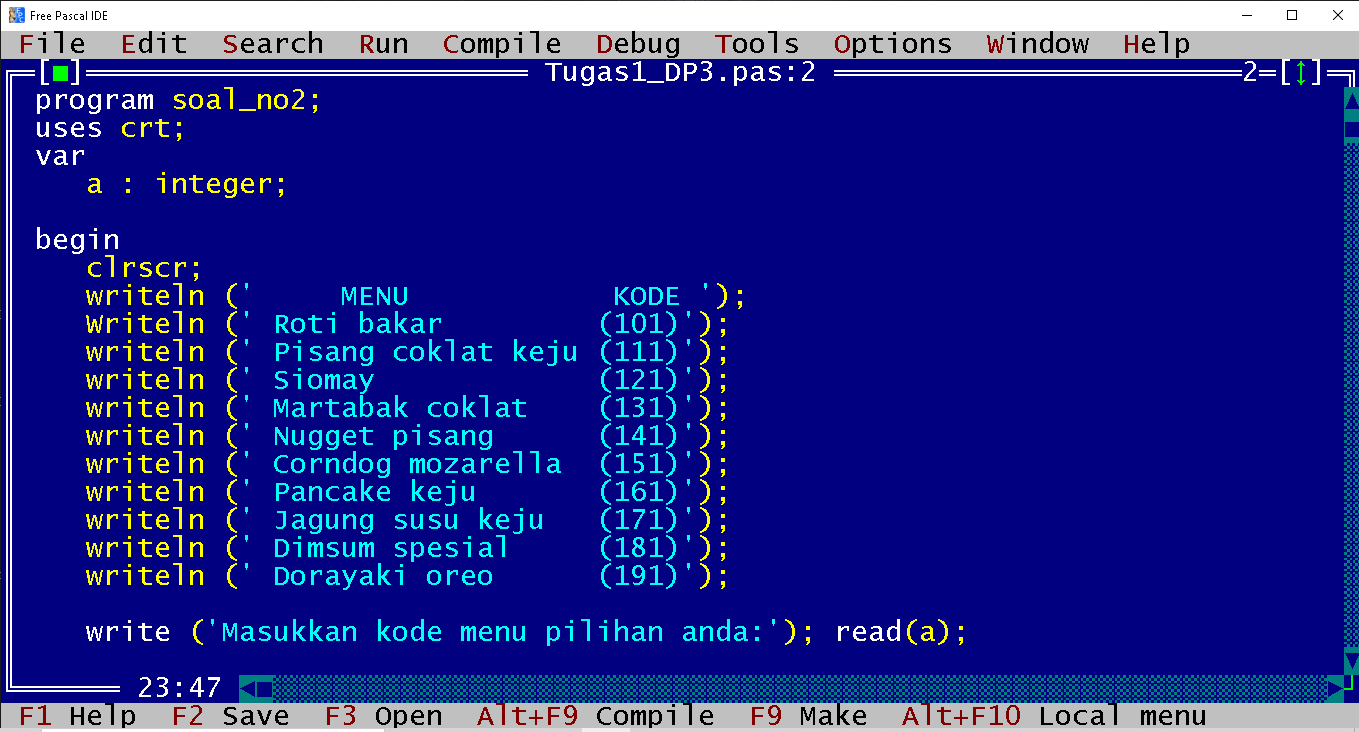 Free Pascal IDE
File Edit Search Run Compile Debug Tools Options Window Help
[■] Tugas1_DP3.pas:2 2=[↕]
program soal_no2;
uses crt;
var
   a : integer;
begin
   clrscr;
   writeln ('     MENU            KODE ');
   Writeln (' Roti bakar         (101)');
   writeln (' Pisang coklat keju (111)');
   writeln (' Siomay             (121)');
   writeln (' Martabak coklat    (131)');
   writeln (' Nugget pisang      (141)');
   writeln (' Corndog mozarella  (151)');
   writeln (' Pancake keju       (161)');
   writeln (' Jagung susu keju   (171)');
   writeln (' Dimsum spesial     (181)');
   writeln (' Dorayaki oreo      (191)');
   write ('Masukkan kode menu pilihan anda:'); read(a);
23:47
F1 Help F2 Save F3 Open Alt+F9 Compile F9 Make Alt+F10 Local menu